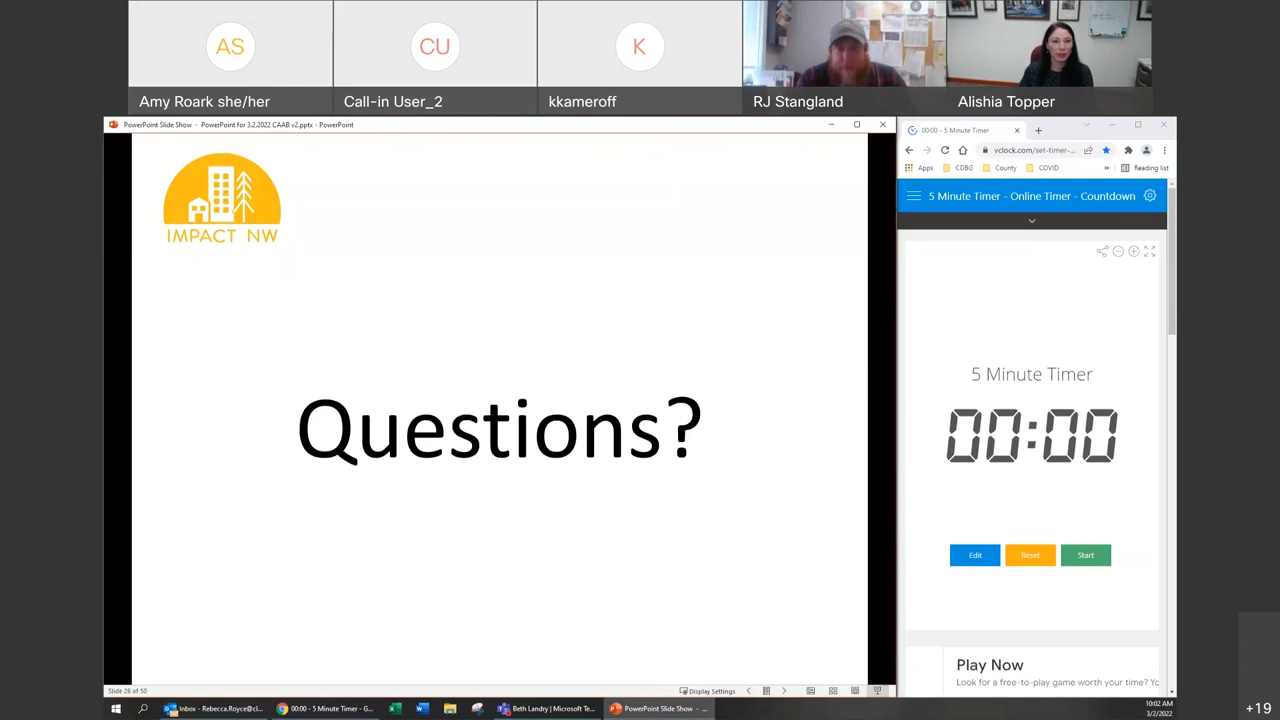 AS
CU
K
Amy Roark she/her
Call-in User_2
kkameroff
RJ Stangland
Alishia Topper
PowerPoint Slide Show - PowerPoint for 3.2.2022 CAAB v2.pptx - PowerPoint
IMPACT NW
Questions?
Slide 26 of 50
Display Settings
00:00 - 5 Minute Timer
vclock.com/set-timer-...
Apps CDBG County COVID » Reading list
5 Minute Timer - Online Timer - Countdown
5 Minute Timer
00:00
Edit Reset Start
Play Now
Look for a free-to-play game worth your time? Yo
Inbox - Rebecca.Royce@cl...
00:00 - 5 Minute Timer - G...
Beth Landry | Microsoft Te...
PowerPoint Slide Show - ...
10:02 AM
3/2/2022
+19